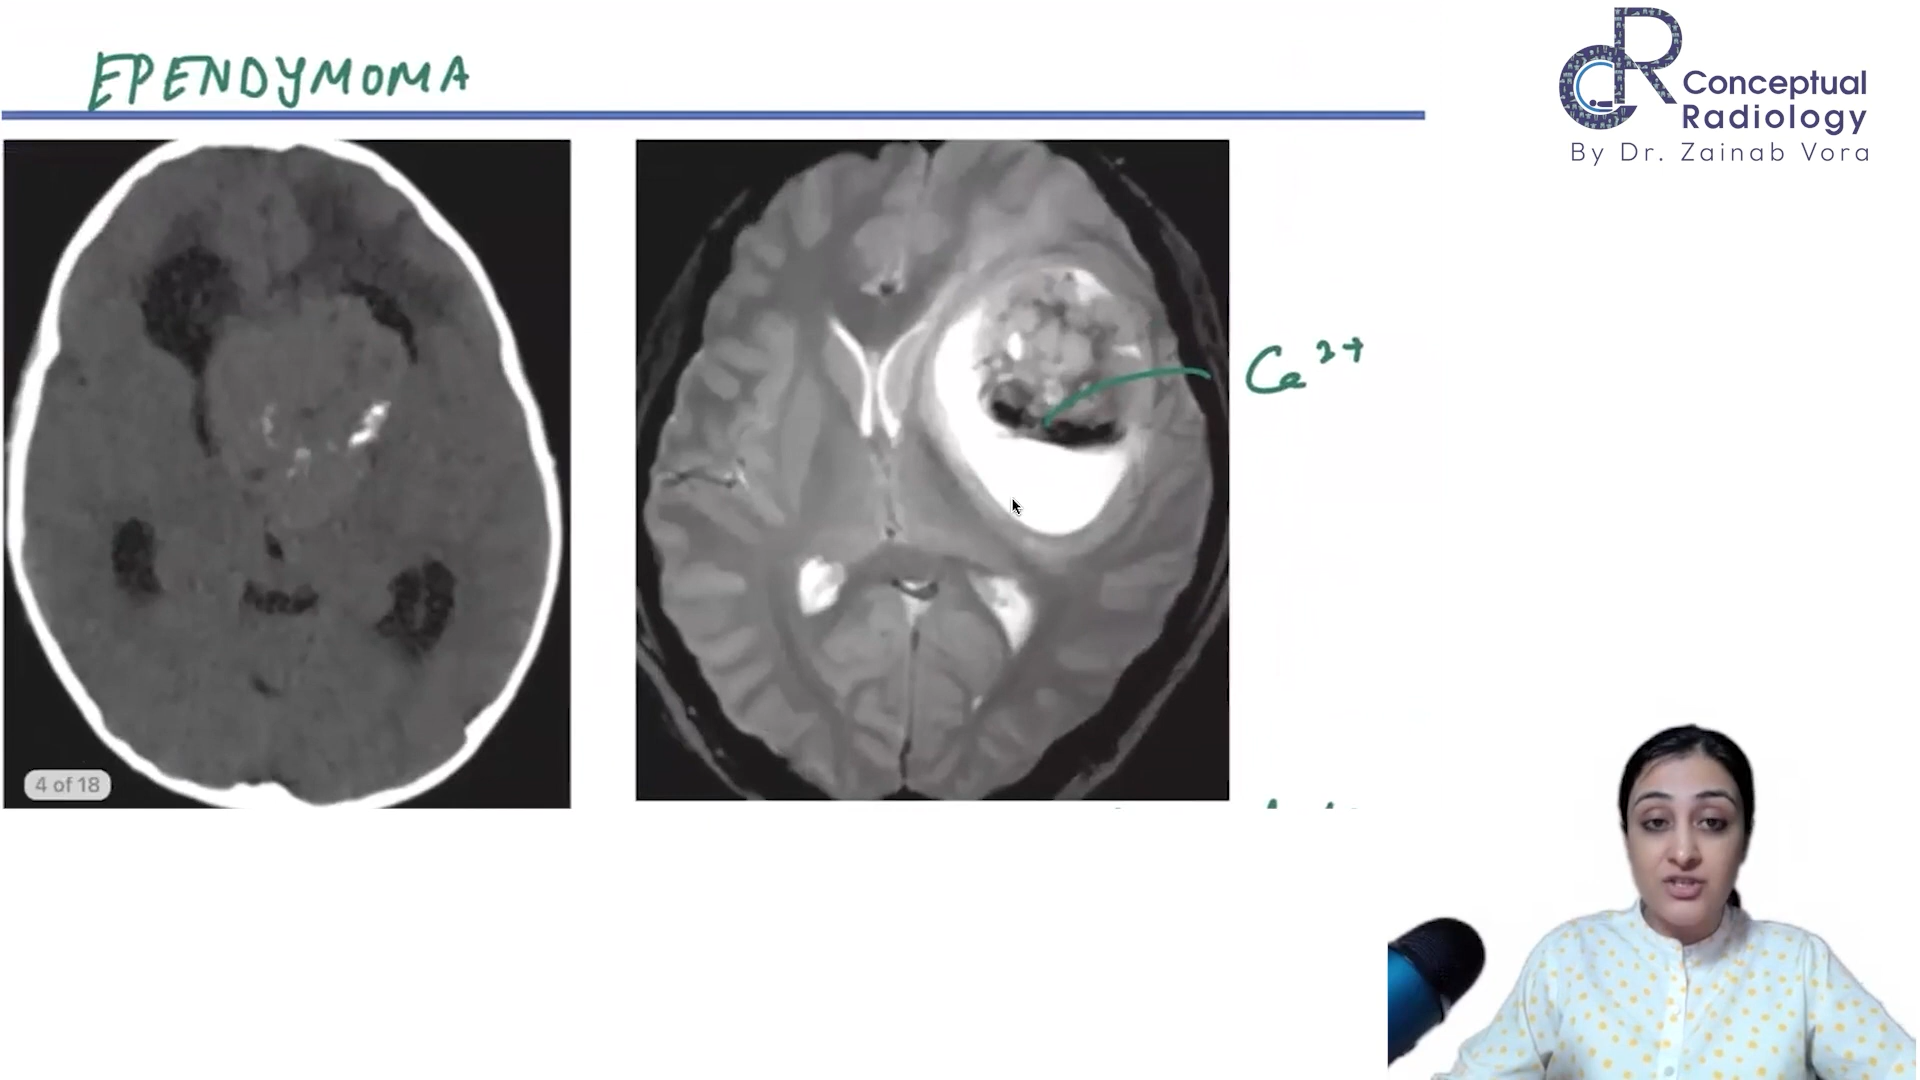 EPENDYMOMA
Conceptual
Radiology
By Dr. Zainab Vora
Ca²⁺
4 of 18